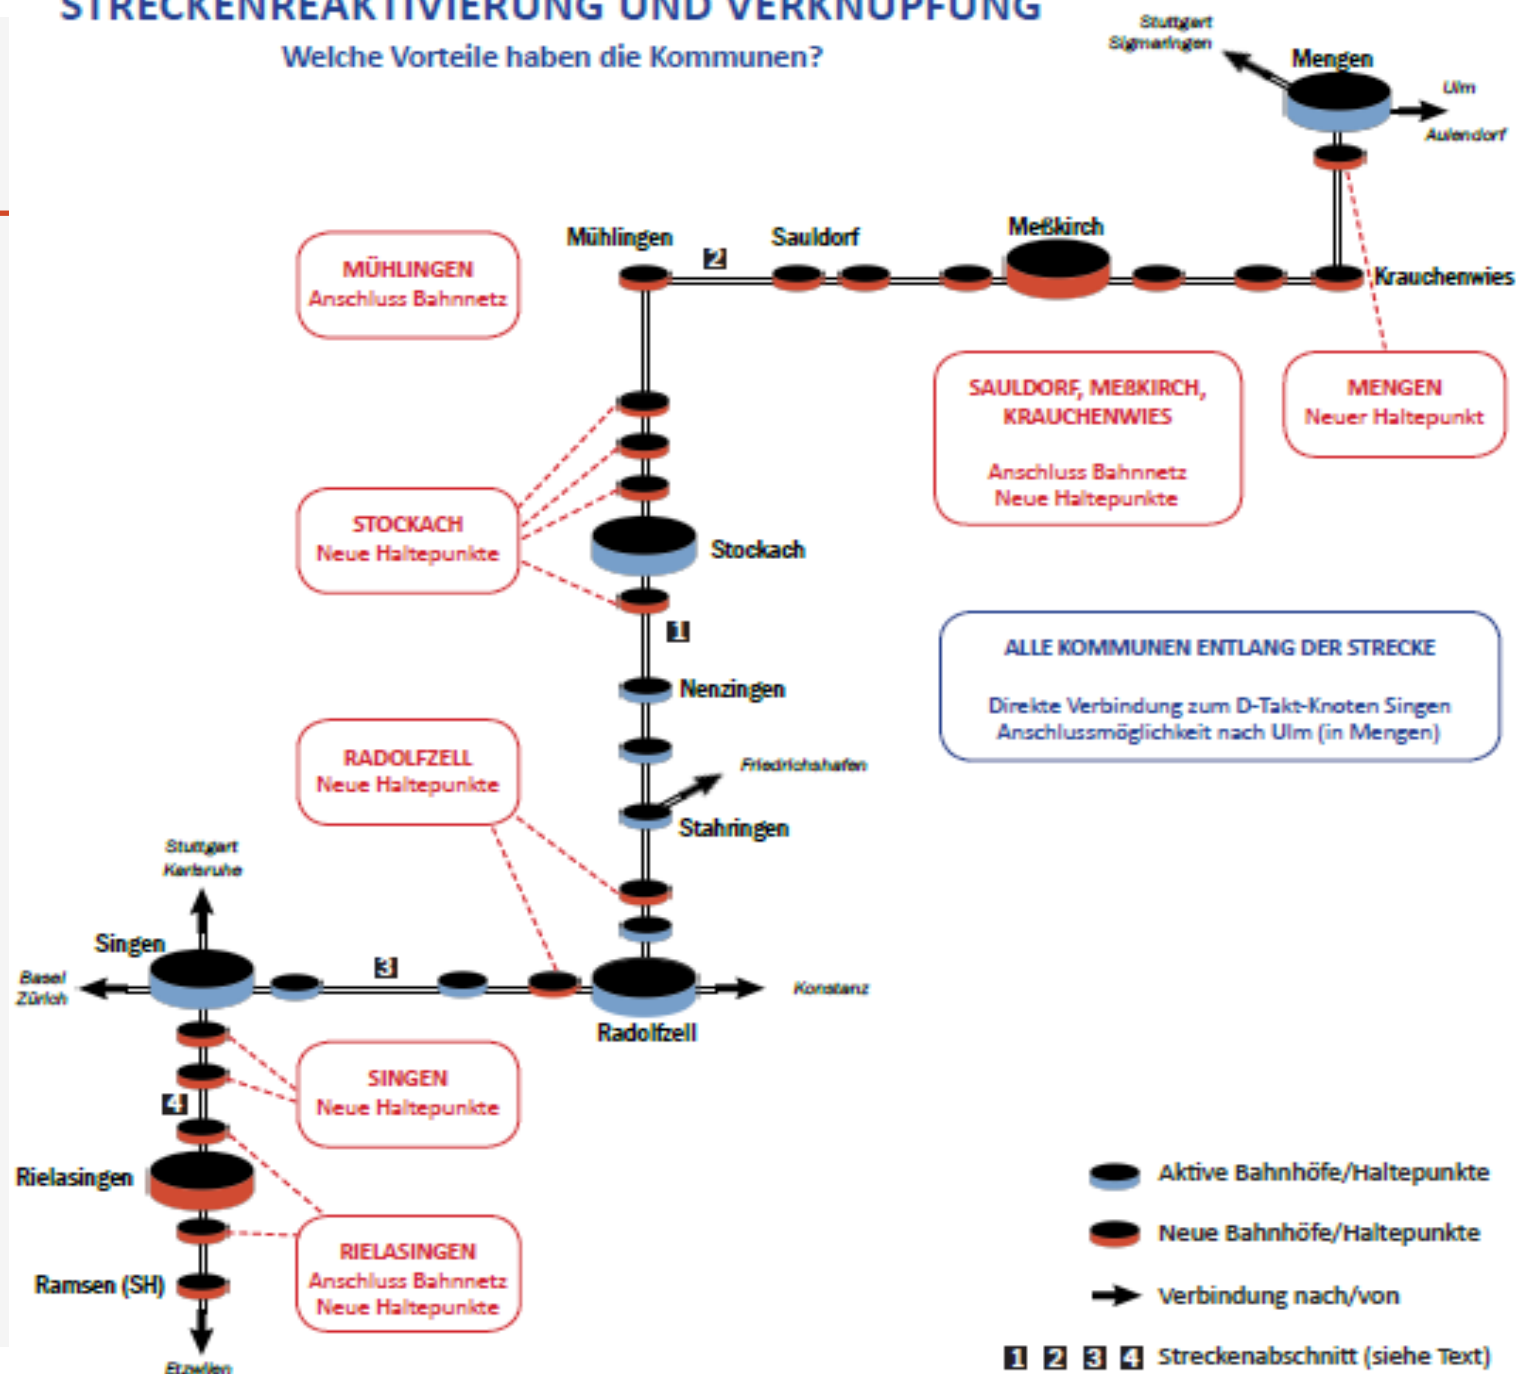 STRECKENREAKTIVIERUNG UND VERKNÜPFUNG
Welche Vorteile haben die Kommunen?
Stuttgart
Sigmaringen
Mengen
Ulm
Aulendorf
Mühlingen
2
Sauldorf
Meßkirch
Krauchenwies
MÜHLINGEN
Anschluss Bahnnetz
SAULDORF, MEßKIRCH,
KRAUCHENWIES
Anschluss Bahnnetz
Neue Haltepunkte
MENGEN
Neuer Haltepunkt
STOCKACH
Neue Haltepunkte
Stockach
1
Nenzingen
ALLE KOMMUNEN ENTLANG DER STRECKE
Direkte Verbindung zum D-Takt-Knoten Singen
Anschlussmöglichkeit nach Ulm (in Mengen)
RADOLFZELL
Neue Haltepunkte
Friedrichshafen
Stahringen
Stuttgart
Karlsruhe
Singen
Basel
Zürich
3
Konstanz
Radolfzell
SINGEN
Neue Haltepunkte
4
Rielasingen
RIELASINGEN
Anschluss Bahnnetz
Neue Haltepunkte
Ramsen (SH)
Etzwilen
Aktive Bahnhöfe/Haltepunkte
Neue Bahnhöfe/Haltepunkte
Verbindung nach/von
1 2 3 4 Streckenabschnitt (siehe Text)